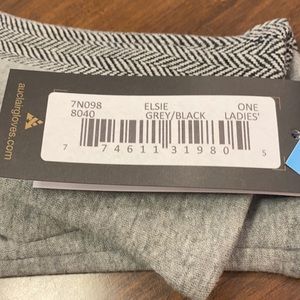 7N098 ELSIE ONE
8040 GREY/BLACK LADIES'
7 74611 31980 5
auclairgloves.com